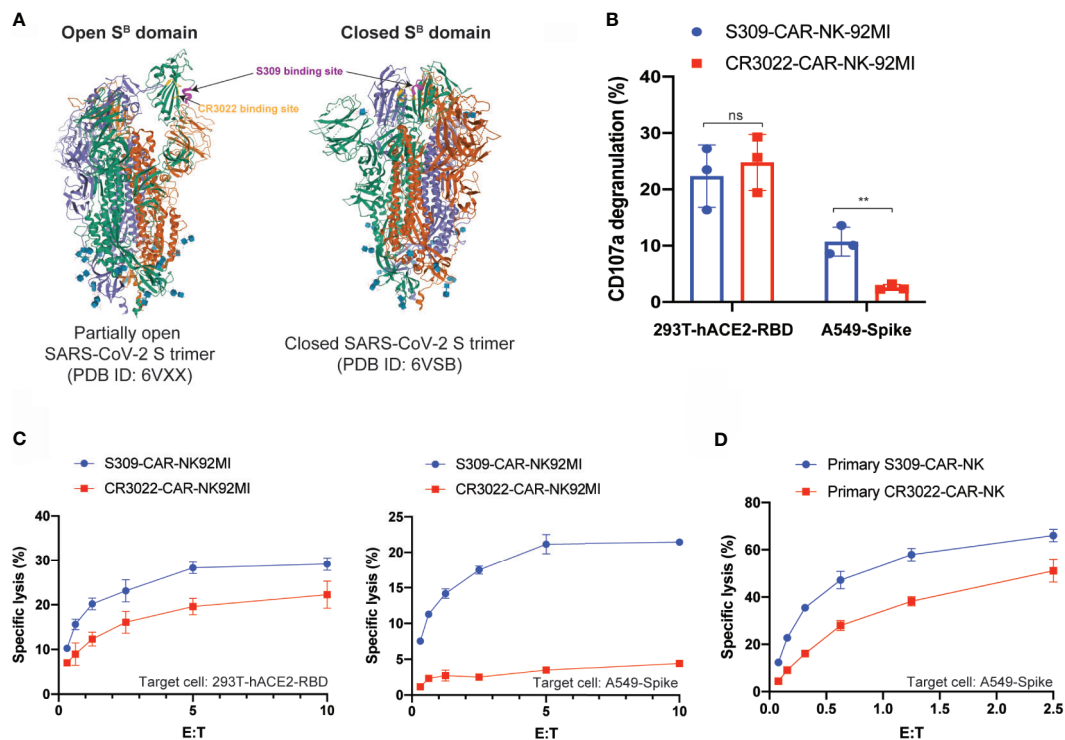 A
Open Sᴮ domain
Closed Sᴮ domain
S309 binding site
CR3022 binding site
Partially open
SARS-CoV-2 S trimer
(PDB ID: 6VXX)
Closed SARS-CoV-2 S trimer
(PDB ID: 6VSB)
B
S309-CAR-NK-92MI
CR3022-CAR-NK-92MI
CD107a degranulation (%)
40
30
20
10
0
ns
**
293T-hACE2-RBD
A549-Spike
C
S309-CAR-NK92MI
CR3022-CAR-NK92MI
Specific lysis (%)
40
30
20
10
0
Target cell: 293T-hACE2-RBD
0
5
10
E:T
S309-CAR-NK92MI
CR3022-CAR-NK92MI
Specific lysis (%)
25
20
15
10
5
0
Target cell: A549-Spike
0
5
10
E:T
D
Primary S309-CAR-NK
Primary CR3022-CAR-NK
Specific lysis (%)
80
60
40
20
0
Target cell: A549-Spike
0.0
0.5
1.0
1.5
2.0
2.5
E:T